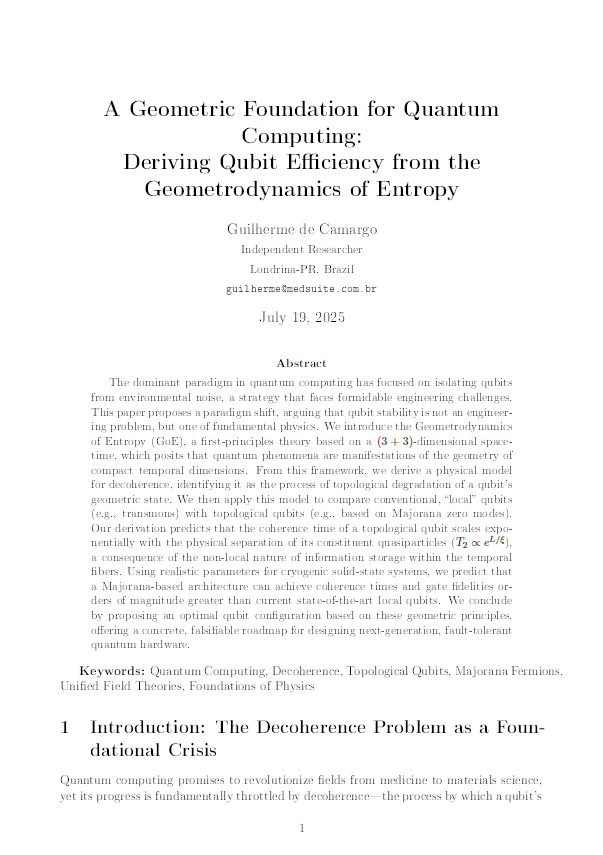 A Geometric Foundation for Quantum
Computing:
Deriving Qubit Efficiency from the
Geometrodynamics of Entropy
Guilherme de Camargo
Independent Researcher
Londrina-PR, Brazil
guilherme@medsuite.com.br
July 19, 2025
Abstract
The dominant paradigm in quantum computing has focused on isolating qubits
from environmental noise, a strategy that faces formidable engineering challenges.
This paper proposes a paradigm shift, arguing that qubit stability is not an engineer-
ing problem, but one of fundamental physics. We introduce the Geometrodynamics
of Entropy (GoE), a first-principles theory based on a (3 + 3)-dimensional space-
time, which posits that quantum phenomena are manifestations of the geometry of
compact temporal dimensions. From this framework, we derive a physical model
for decoherence, identifying it as the process of topological degradation of a qubit's
geometric state. We then apply this model to compare conventional, “local” qubits
(e.g., transmons) with topological qubits (e.g., based on Majorana zero modes).
Our derivation predicts that the coherence time of a topological qubit scales expo-
nentially with the physical separation of its constituent quasiparticles (T₂ ∝ e^{L/ξ}),
a consequence of the non-local nature of information storage within the temporal
fibers. Using realistic parameters for cryogenic solid-state systems, we predict that
a Majorana-based architecture can achieve coherence times and gate fidelities or-
ders of magnitude greater than current state-of-the-art local qubits. We conclude
by proposing an optimal qubit configuration based on these geometric principles,
offering a concrete, falsifiable roadmap for designing next-generation, fault-tolerant
quantum hardware.
Keywords: Quantum Computing, Decoherence, Topological Qubits, Majorana Fermions,
Unified Field Theories, Foundations of Physics
1 Introduction: The Decoherence Problem as a Foun-
dational Crisis
Quantum computing promises to revolutionize fields from medicine to materials science,
yet its progress is fundamentally throttled by decoherence—the process by which a qubit's
1